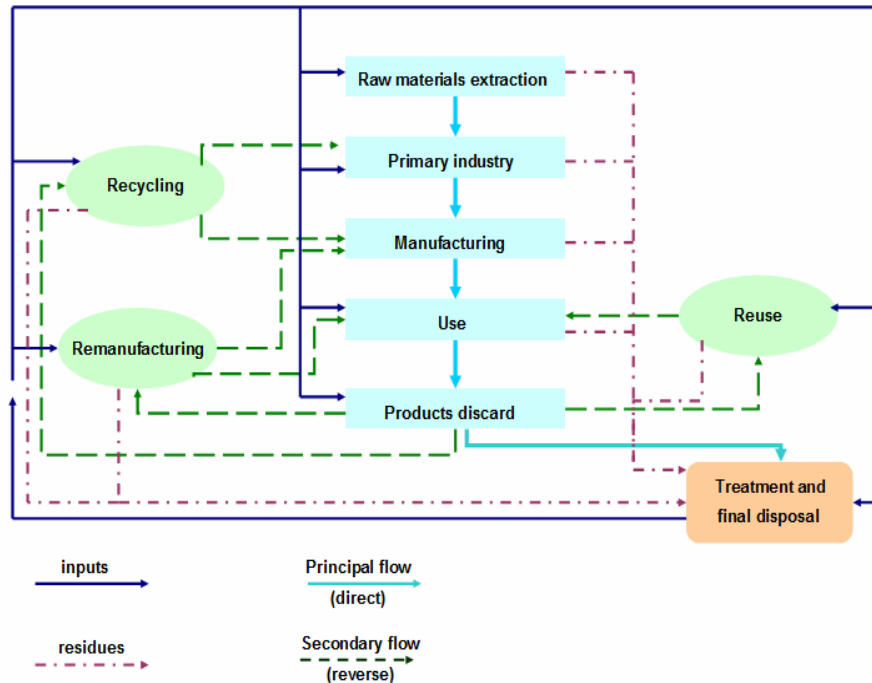 Raw materials extraction
Primary industry
Recycling
Manufacturing
Use
Reuse
Remanufacturing
Products discard
Treatment and
final disposal
inputs
Principal flow
(direct)
residues
Secondary flow
(reverse)